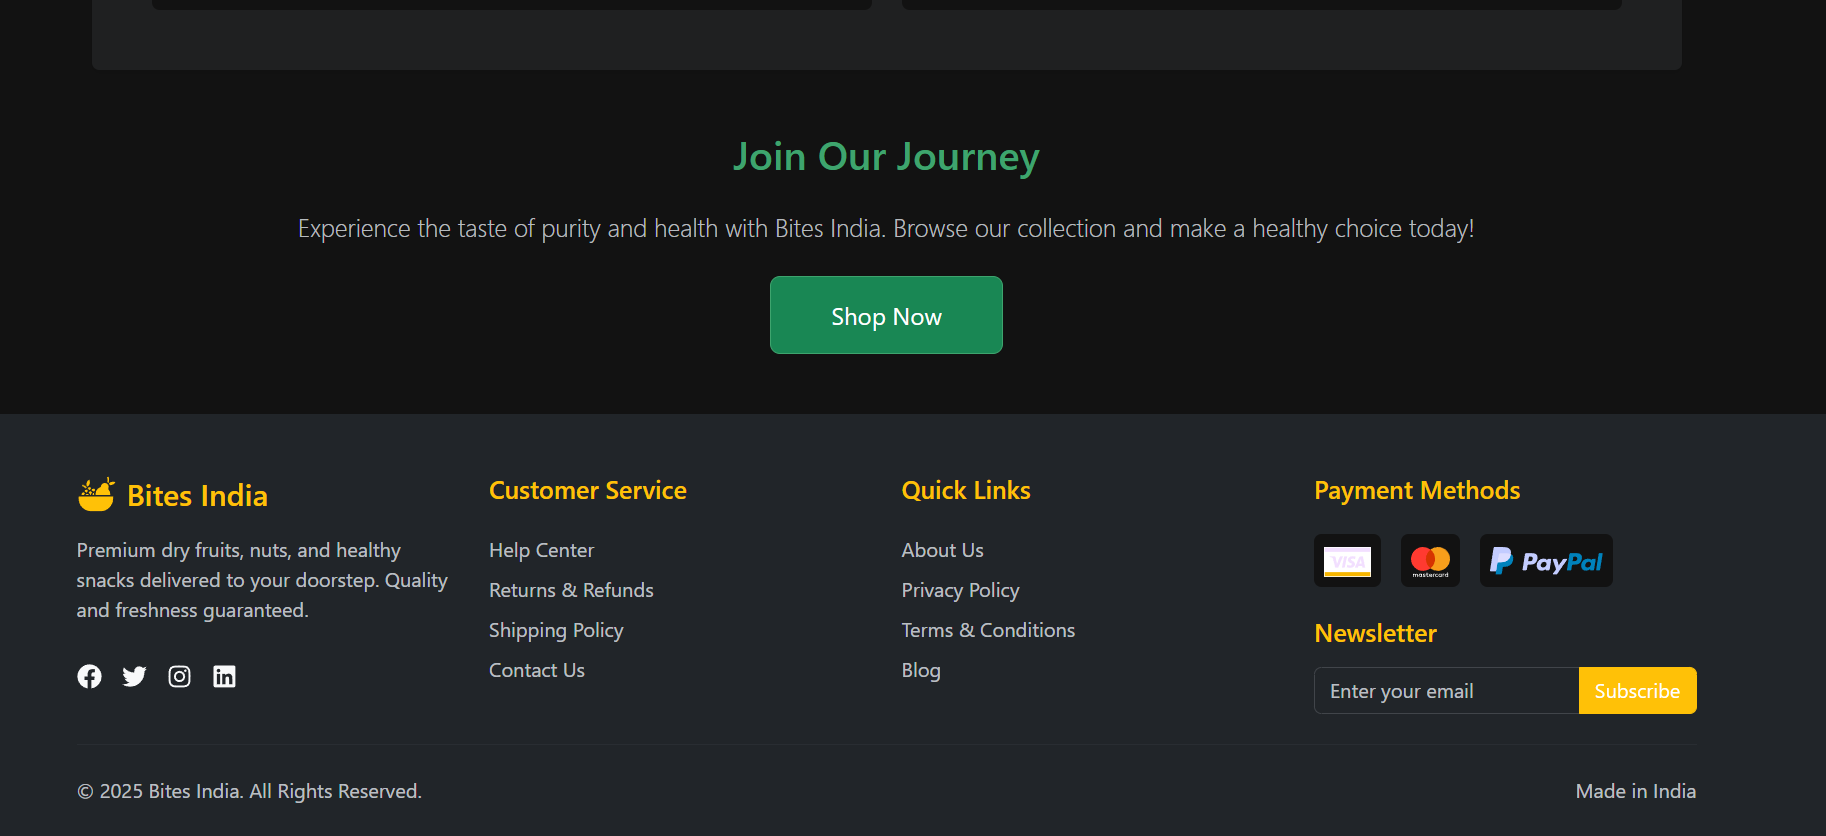 Join Our Journey
Experience the taste of purity and health with Bites India. Browse our collection and make a healthy choice today!
Shop Now
Bites India
Premium dry fruits, nuts, and healthy
snacks delivered to your doorstep. Quality
and freshness guaranteed.
Customer Service
Help Center
Returns & Refunds
Shipping Policy
Contact Us
Quick Links
About Us
Privacy Policy
Terms & Conditions
Blog
Payment Methods
VISA
mastercard
PayPal
Newsletter
Enter your email
Subscribe
© 2025 Bites India. All Rights Reserved.
Made in India